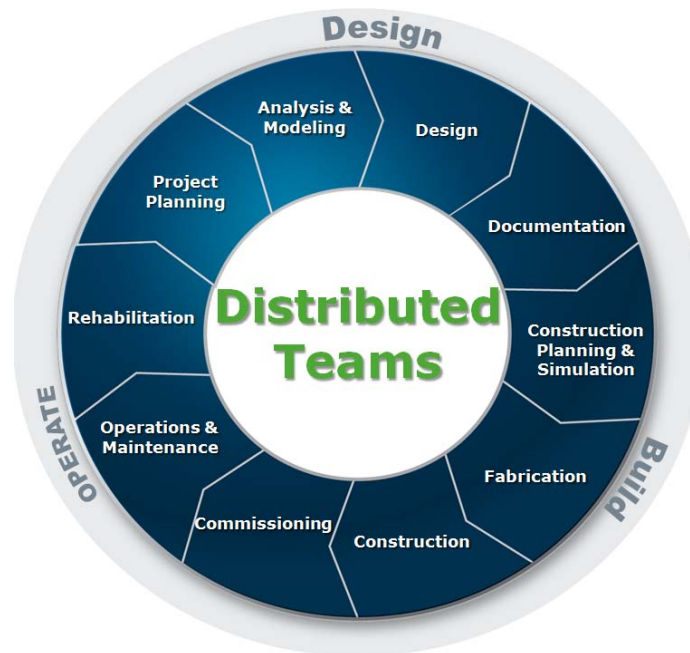 Design
Analysis &
Modeling
Design
Documentation
Construction
Planning &
Simulation
Build
Fabrication
Construction
Commissioning
Operations &
Maintenance
OPERATE
Rehabilitation
Project
Planning
Distributed
Teams